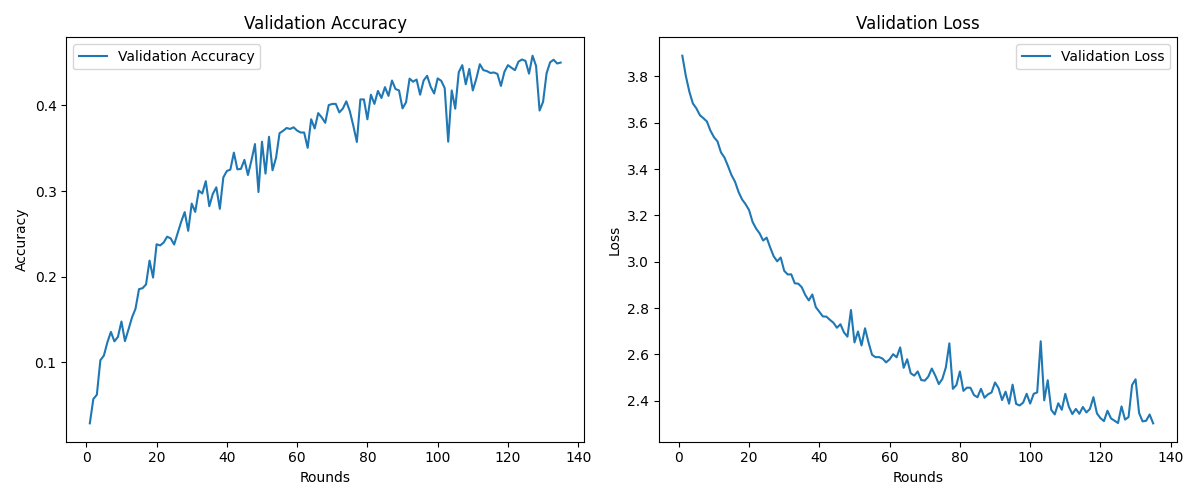 Validation Accuracy
Validation Accuracy
Accuracy
0.4
0.3
0.2
0.1
0 20 40 60 80 100 120 140
Rounds
Validation Loss
Validation Loss
Loss
3.8
3.6
3.4
3.2
3.0
2.8
2.6
2.4
0 20 40 60 80 100 120 140
Rounds